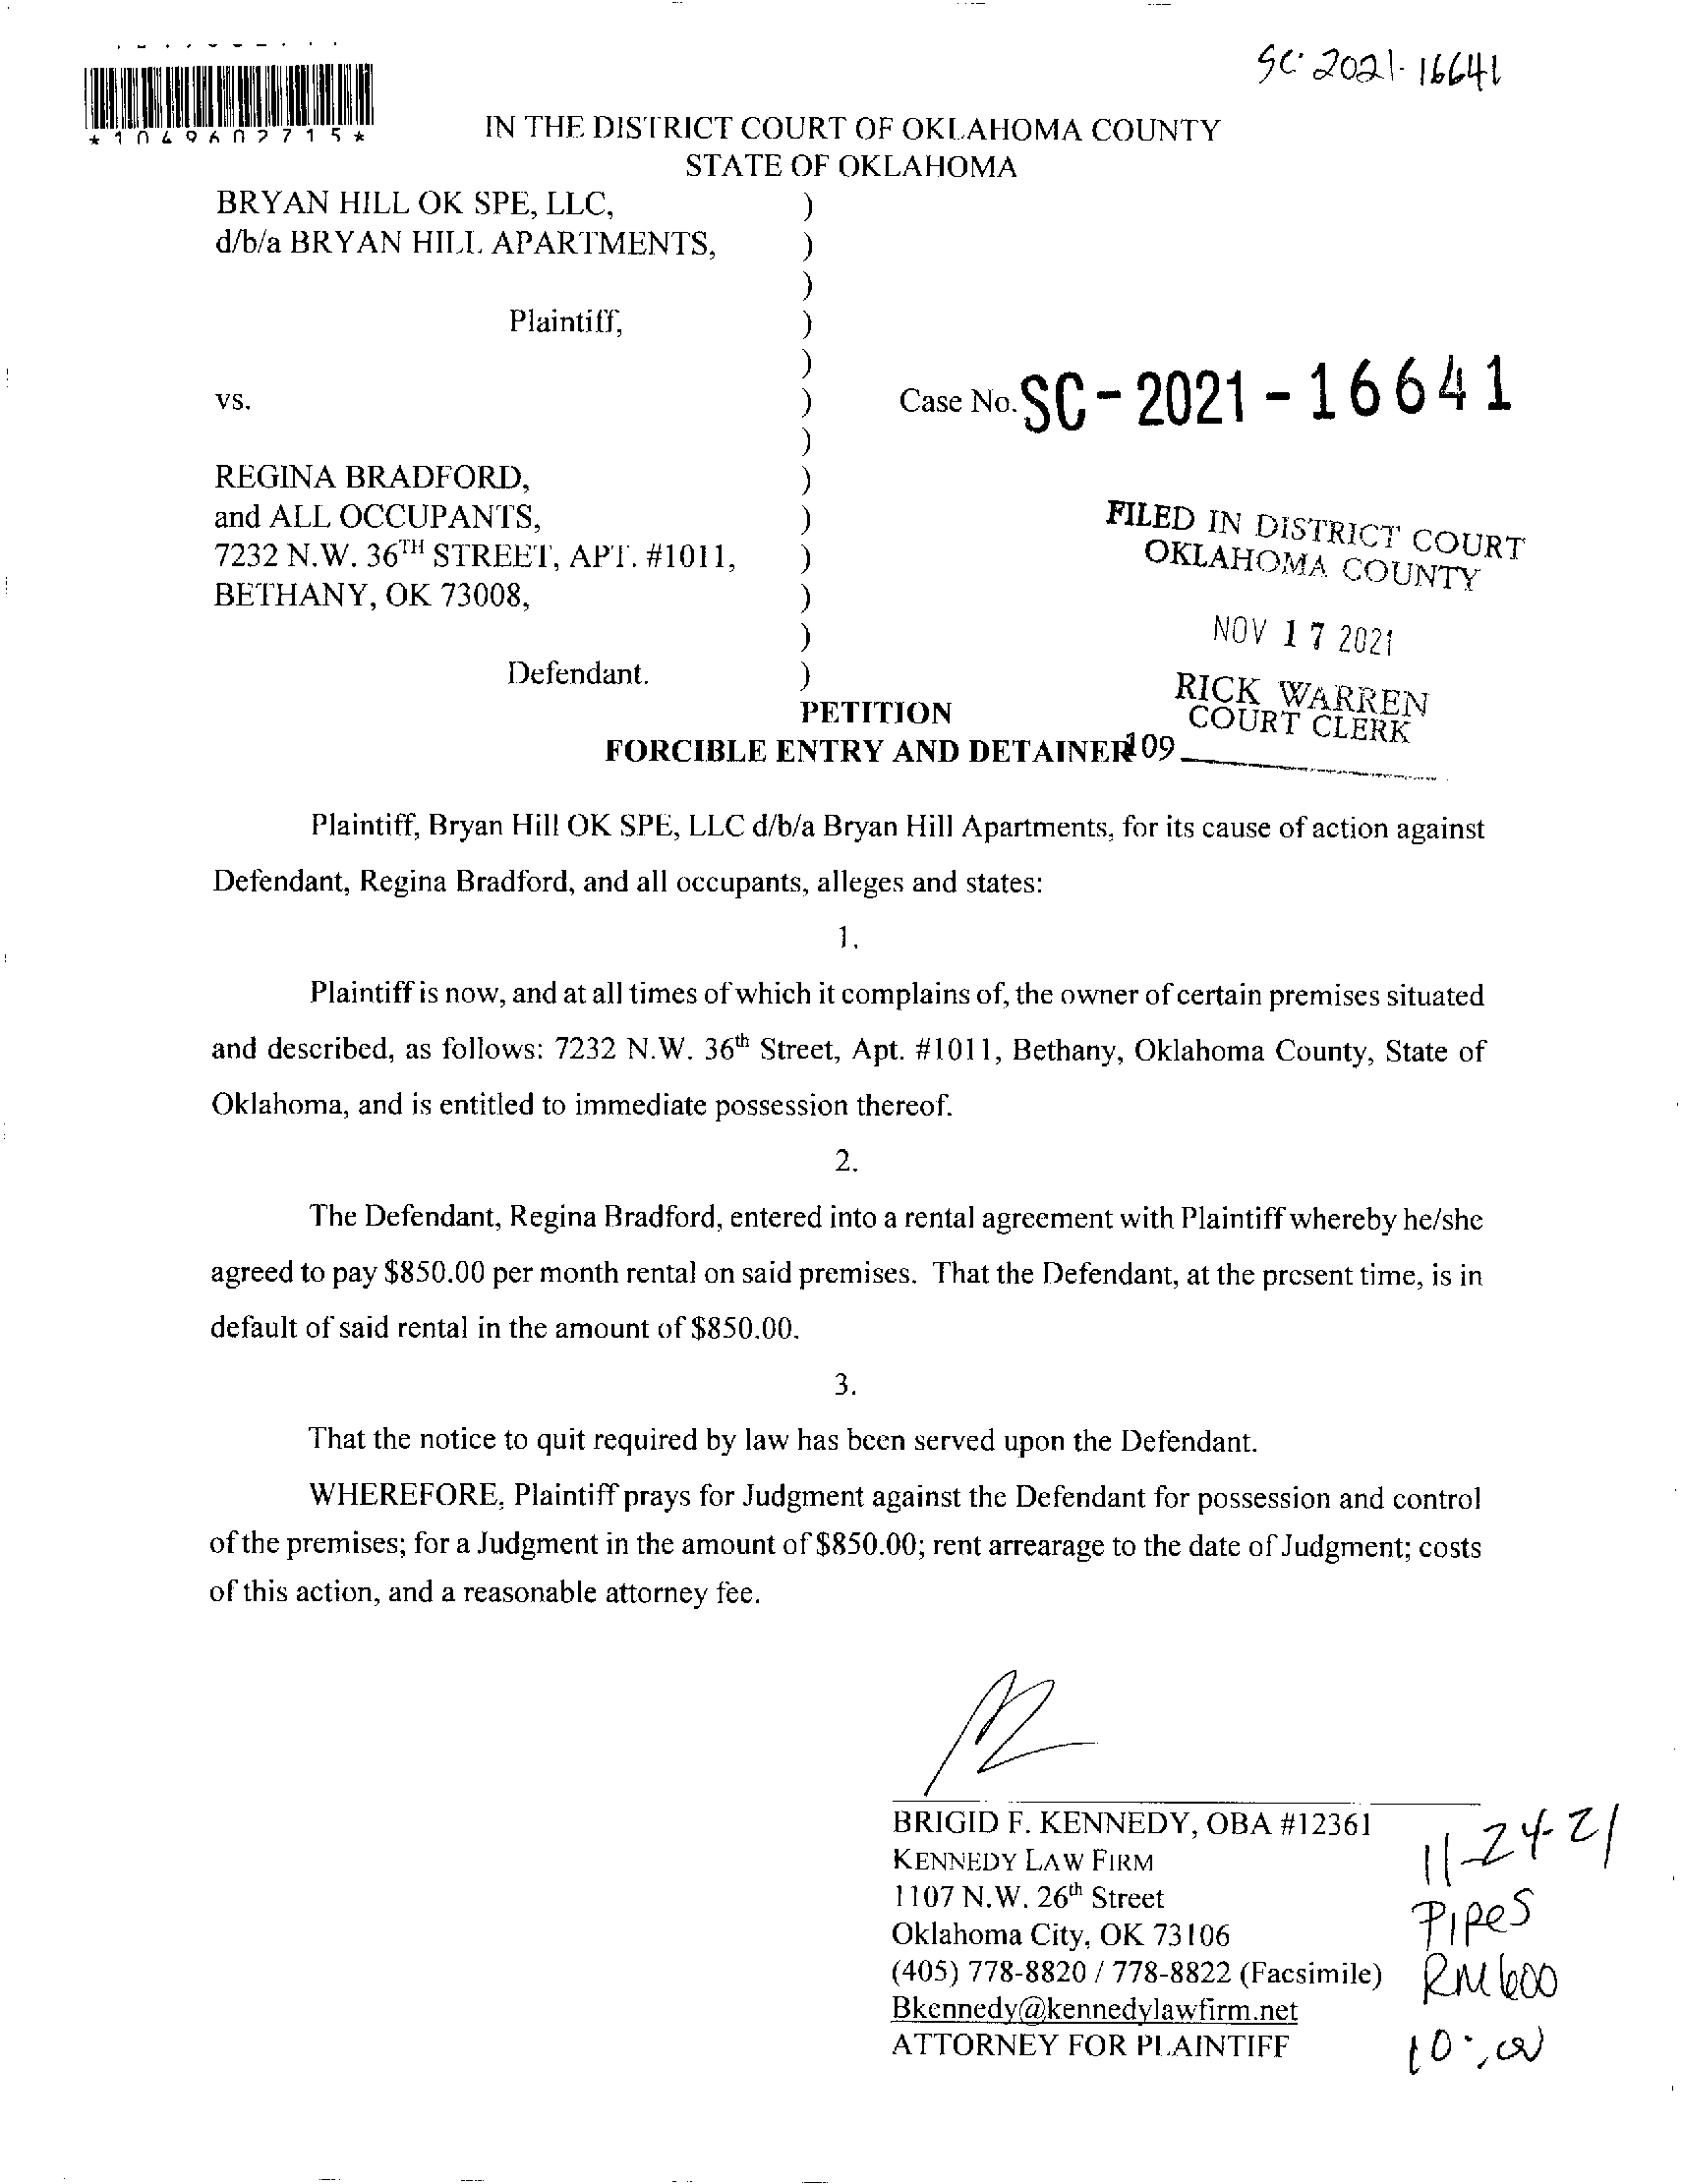 SC-2021-16641
*1049602715*
IN THE DISTRICT COURT OF OKLAHOMA COUNTY
STATE OF OKLAHOMA
BRYAN HILL OK SPE, LLC, )
d/b/a BRYAN HILL APARTMENTS, )
)
Plaintiff, )
)
vs. ) Case No. SC-2021-16641
)
REGINA BRADFORD, )
and ALL OCCUPANTS, )
7232 N.W. 36TH STREET, APT. #1011, )
BETHANY, OK 73008, )
)
Defendant. )
FILED IN DISTRICT COURT
OKLAHOMA COUNTY
NOV 17 2021
RICK WARREN
COURT CLERK
109
PETITION
FORCIBLE ENTRY AND DETAINER
Plaintiff, Bryan Hill OK SPE, LLC d/b/a Bryan Hill Apartments, for its cause of action against
Defendant, Regina Bradford, and all occupants, alleges and states:
1.
Plaintiff is now, and at all times of which it complains of, the owner of certain premises situated
and described, as follows: 7232 N.W. 36th Street, Apt. #1011, Bethany, Oklahoma County, State of
Oklahoma, and is entitled to immediate possession thereof.
2.
The Defendant, Regina Bradford, entered into a rental agreement with Plaintiff whereby he/she
agreed to pay $850.00 per month rental on said premises. That the Defendant, at the present time, is in
default of said rental in the amount of $850.00.
3.
That the notice to quit required by law has been served upon the Defendant.
WHEREFORE, Plaintiff prays for Judgment against the Defendant for possession and control
of the premises; for a Judgment in the amount of $850.00; rent arrearage to the date of Judgment; costs
of this action, and a reasonable attorney fee.
BRIGID F. KENNEDY, OBA #12361
KENNEDY LAW FIRM
1107 N.W. 26th Street
Oklahoma City, OK 73106
(405) 778-8820 / 778-8822 (Facsimile)
Bkennedy@kennedylawfirm.net
ATTORNEY FOR PLAINTIFF
11-24-21
PIPES
RM 600
10:00